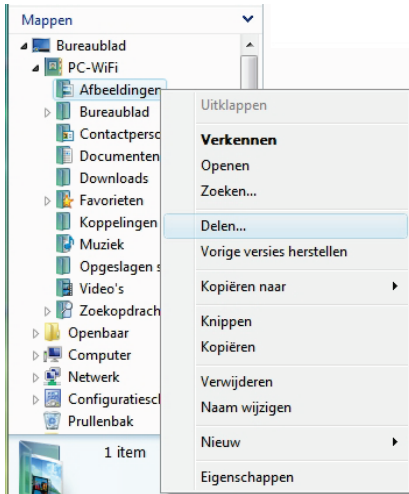 Mappen
Bureaublad
PC-WiFi
Afbeeldingen
Bureaublad
Contactperso
Documenten
Downloads
Favorieten
Koppelingen
Muziek
Opgeslagen s
Video's
Zoekopdrach
Openbaar
Computer
Netwerk
Configuratiescl
Prullenbak
1 item
Uitklappen
Verkennen
Openen
Zoeken...
Delen...
Vorige versies herstellen
Kopiëren naar
Knippen
Kopiëren
Verwijderen
Naam wijzigen
Nieuw
Eigenschappen